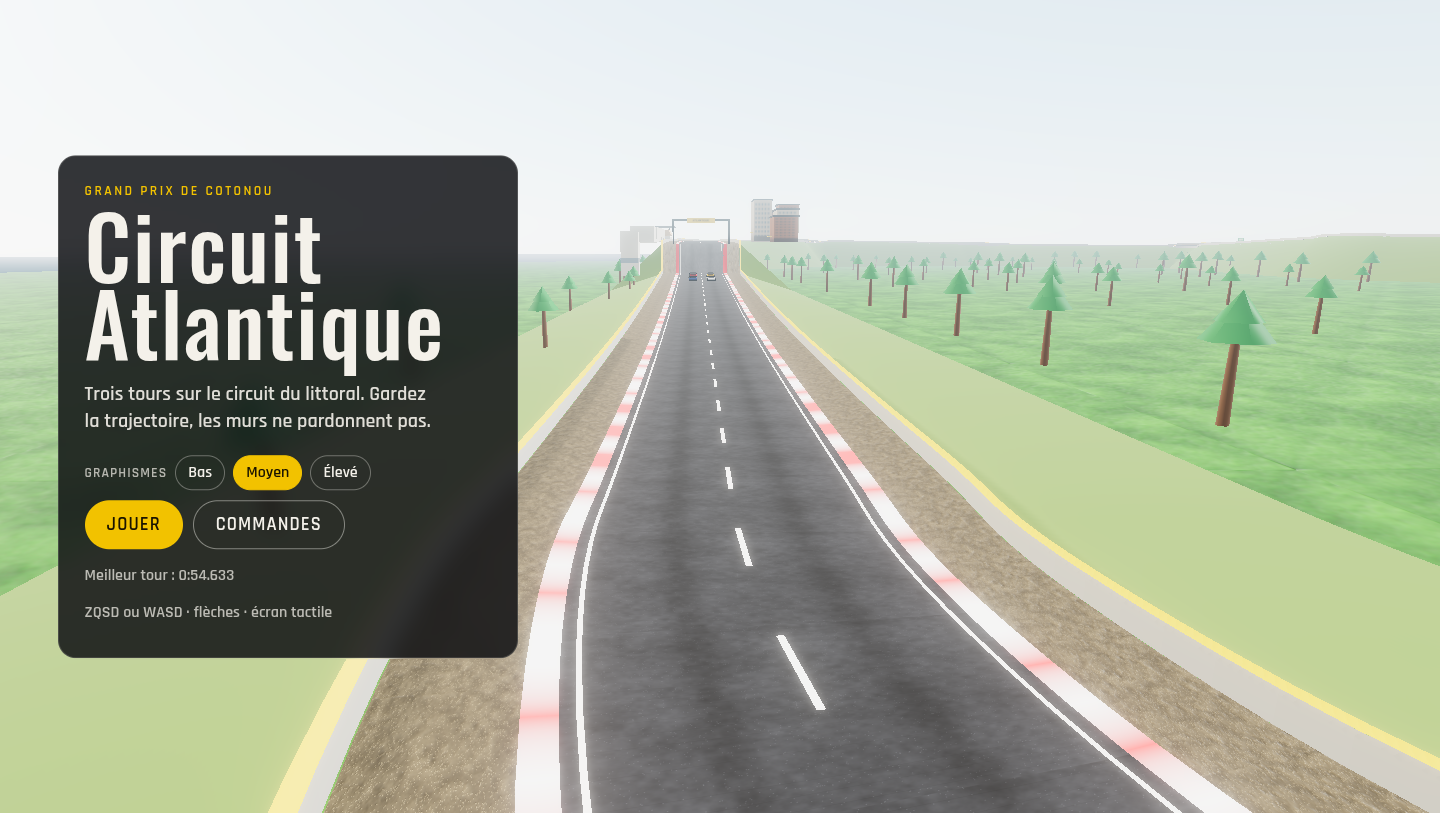 GRAND PRIX DE COTONOU
Circuit
Atlantique
Trois tours sur le circuit du littoral. Gardez
la trajectoire, les murs ne pardonnent pas.
GRAPHISMES Bas Moyen Élevé
JOUER COMMANDES
Meilleur tour : 0:54.633
ZQSD ou WASD · flèches · écran tactile